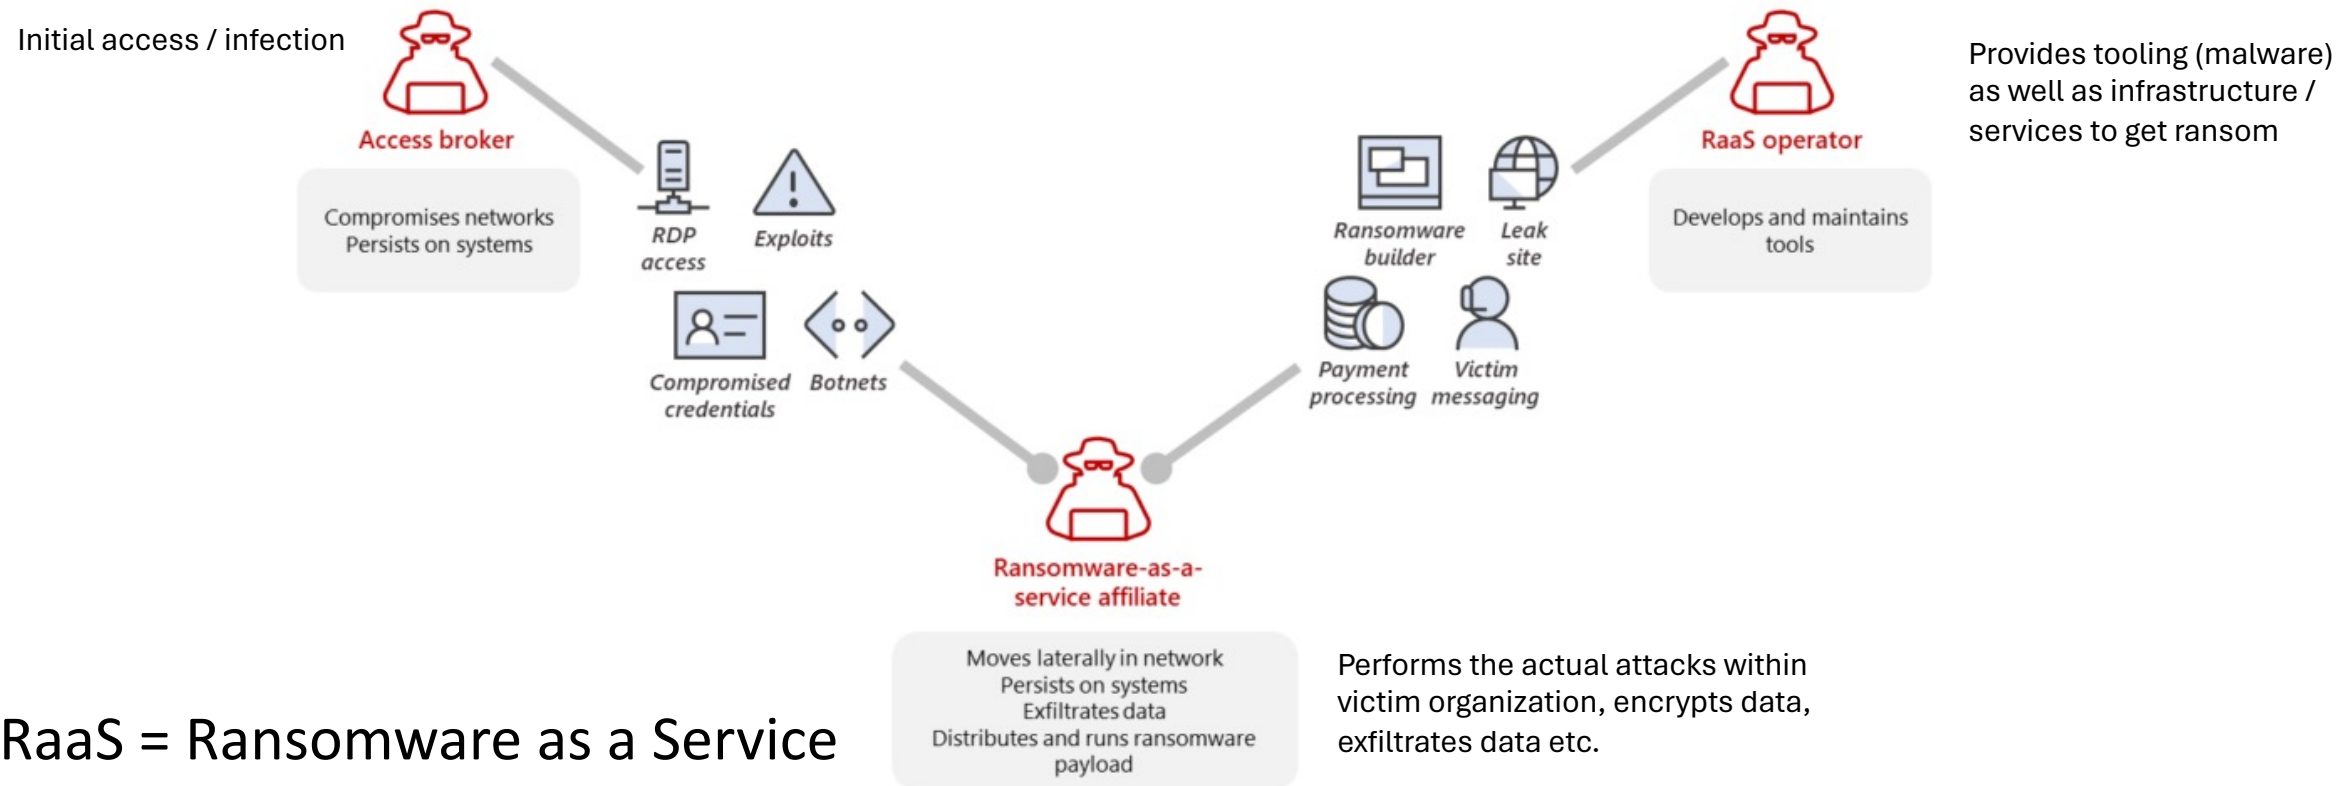 Initial access / infection
Access broker
Compromises networks
Persists on systems
RDP
access
Exploits
Compromised
credentials
Botnets
Ransomware
builder
Leak
site
Payment
processing
Victim
messaging
RaaS operator
Develops and maintains
tools
Provides tooling (malware)
as well as infrastructure /
services to get ransom
Ransomware-as-a-
service affiliate
Moves laterally in network
Persists on systems
Exfiltrates data
Distributes and runs ransomware
payload
Performs the actual attacks within
victim organization, encrypts data,
exfiltrates data etc.
RaaS = Ransomware as a Service